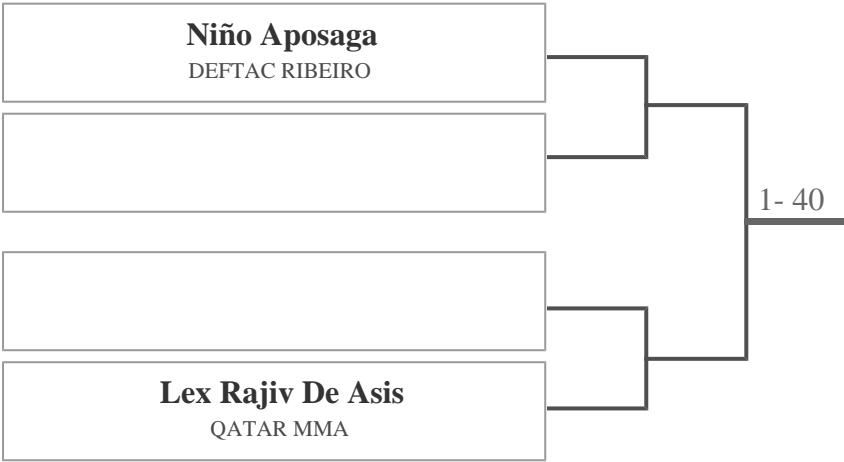 Niño Aposaga
DEFTAC RIBEIRO
1- 40
Lex Rajiv De Asis
QATAR MMA